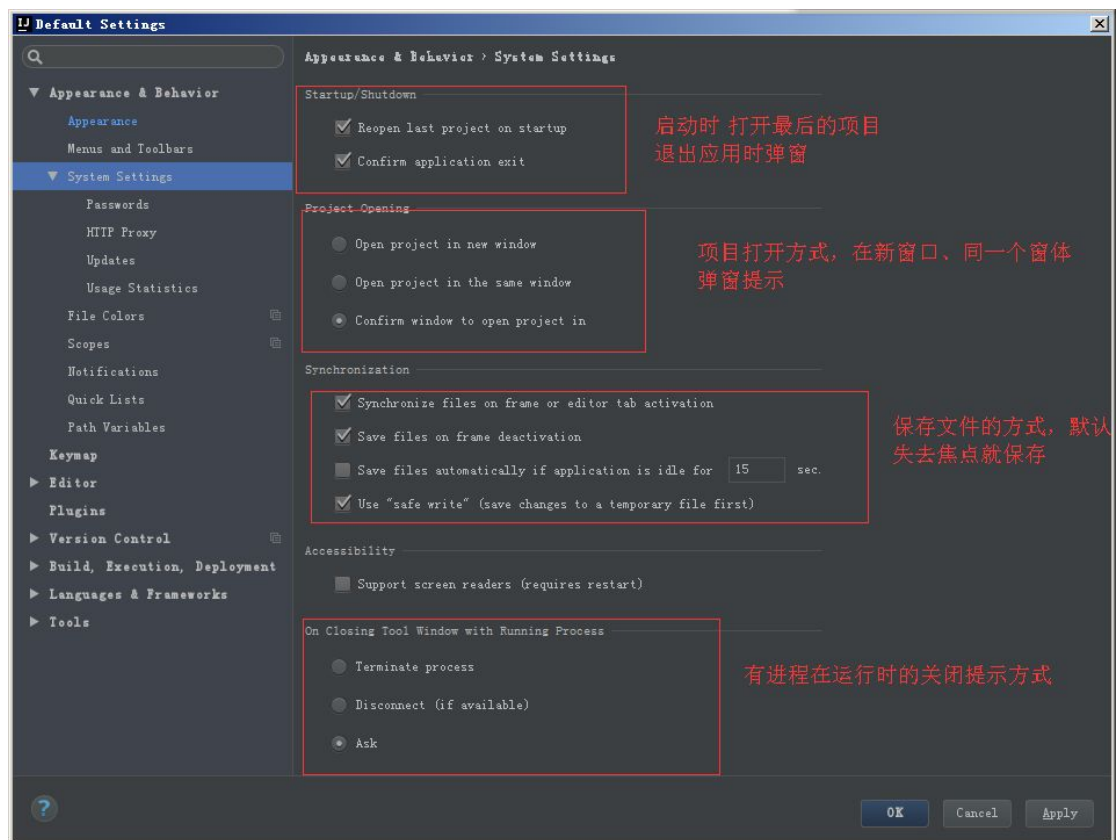 Default Settings
Appearance & Behavior › System Settings
Appearance & Behavior
Appearance
Menus and Toolbars
System Settings
Passwords
HTTP Proxy
Updates
Usage Statistics
File Colors
Scopes
Notifications
Quick Lists
Path Variables
Keymap
Editor
Plugins
Version Control
Build, Execution, Deployment
Languages & Frameworks
Tools
Startup/Shutdown
Reopen last project on startup
Confirm application exit
启动时 打开最后的项目
退出应用时弹窗
Project Opening
Open project in new window
Open project in the same window
Confirm window to open project in
项目打开方式，在新窗口、同一个窗体
弹窗提示
Synchronization
Synchronize files on frame or editor tab activation
Save files on frame deactivation
Save files automatically if application is idle for 15 sec.
Use "safe write" (save changes to a temporary file first)
保存文件的方式，默认
失去焦点就保存
Accessibility
Support screen readers (requires restart)
On Closing Tool Window with Running Process
Terminate process
Disconnect (if available)
Ask
有进程在运行时的关闭提示方式
?
OK
Cancel
Apply